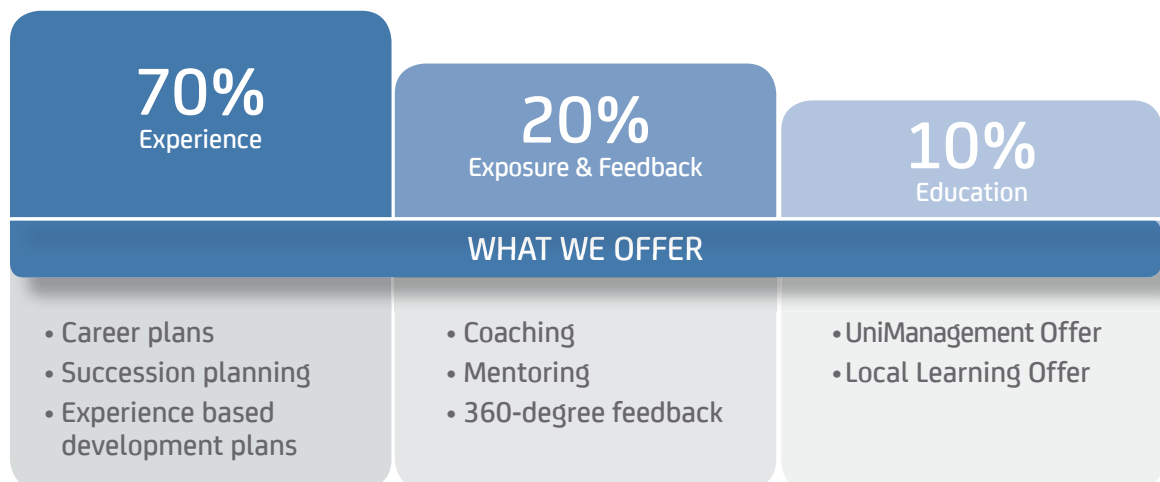 70%
Experience
20%
Exposure & Feedback
10%
Education
WHAT WE OFFER
• Career plans
• Succession planning
• Experience based
development plans
• Coaching
• Mentoring
• 360-degree feedback
• UniManagement Offer
• Local Learning Offer